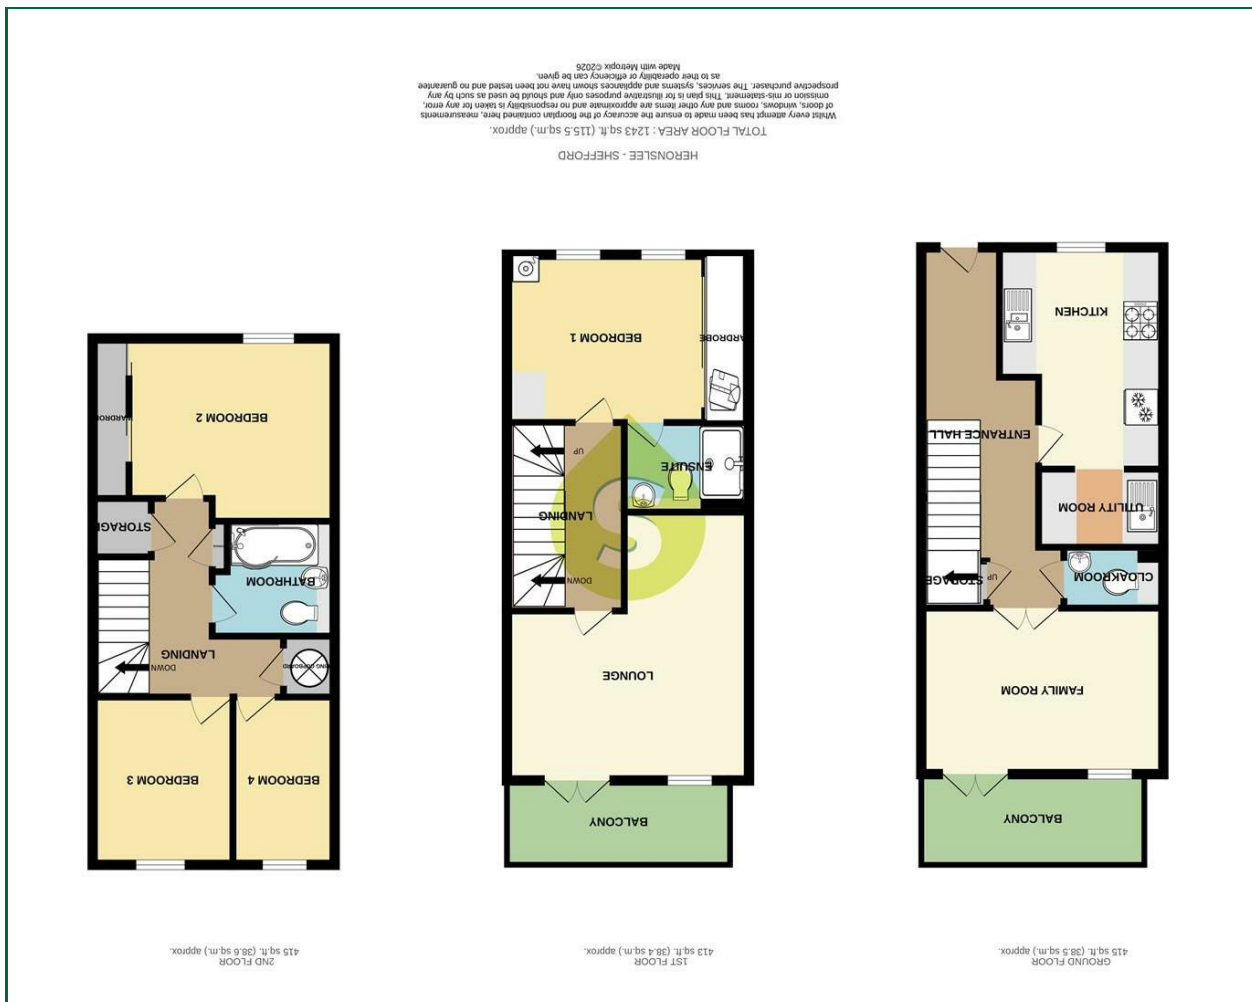 GROUND FLOOR
415 sq.ft. (38.5 sq.m.) approx.
1ST FLOOR
413 sq.ft. (38.4 sq.m.) approx.
2ND FLOOR
415 sq.ft. (38.6 sq.m.) approx.
BALCONY
FAMILY ROOM
STORAGE
UP
CLOAKROOM
UTILITY ROOM
ENTRANCE HALL
KITCHEN
BALCONY
LOUNGE
DOWN
LANDING
UP
ENSUITE
BEDROOM 1
ARDROBE
BEDROOM 4
BEDROOM 3
DOWN
LANDING
RING CUPBOARD
BATHROOM
STORAGE
BEDROOM 2
ARDRO
HERONSLEE - SHEFFORD
TOTAL FLOOR AREA : 1243 sq.ft. (115.5 sq.m.) approx.
Whilst every attempt has been made to ensure the accuracy of the floorplan contained here, measurements
of doors, windows, rooms and any other items are approximate and no responsibility is taken for any error,
omission or mis-statement. This plan is for illustrative purposes only and should be used as such by any
prospective purchaser. The services, systems and appliances shown have not been tested and no guarantee
as to their operability or efficiency can be given.
Made with Metropix ©2026